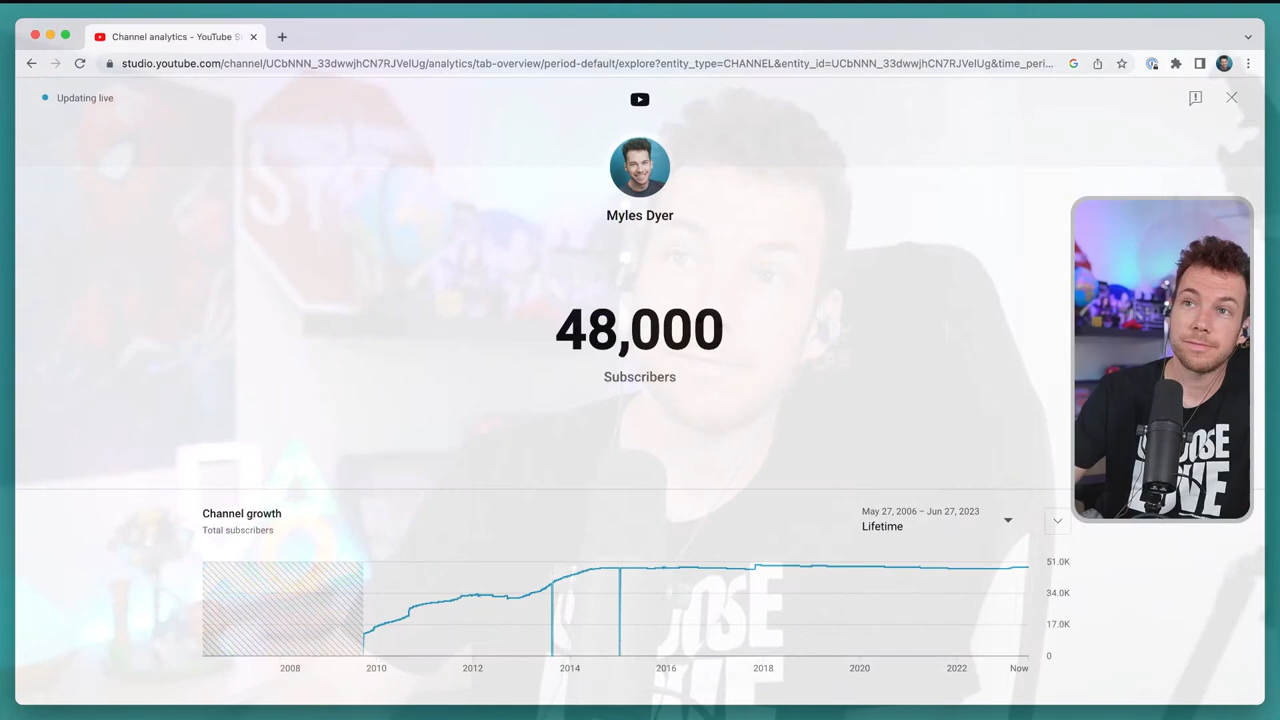 Channel analytics - YouTube S
studio.youtube.com/channel/UCbNNN_33dwwjhCN7RJVelUg/analytics/tab-overview/period-default/explore?entity_type=CHANNEL&entity_id=UCbNNN_33dwwjhCN7RJVelUg&time_peri...
Updating live
Myles Dyer
48,000
Subscribers
Channel growth
Total subscribers
May 27, 2006 – Jun 27, 2023
Lifetime
51.0K
34.0K
17.0K
0
2008 2010 2012 2014 2016 2018 2020 2022 Now
LOVE